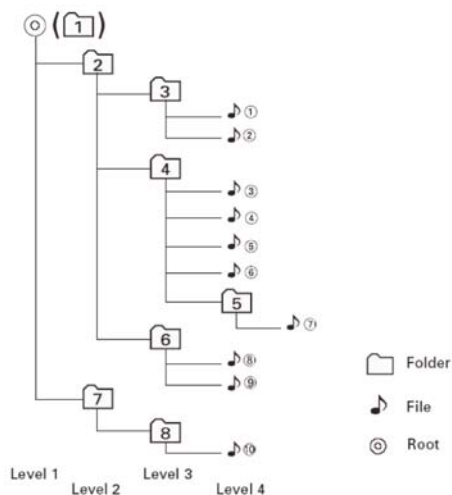 (1)
2
3
①
②
4
③
④
⑤
⑥
5
⑦
6
⑧
⑨
7
8
⑩
Folder
File
Root
Level 1
Level 2
Level 3
Level 4